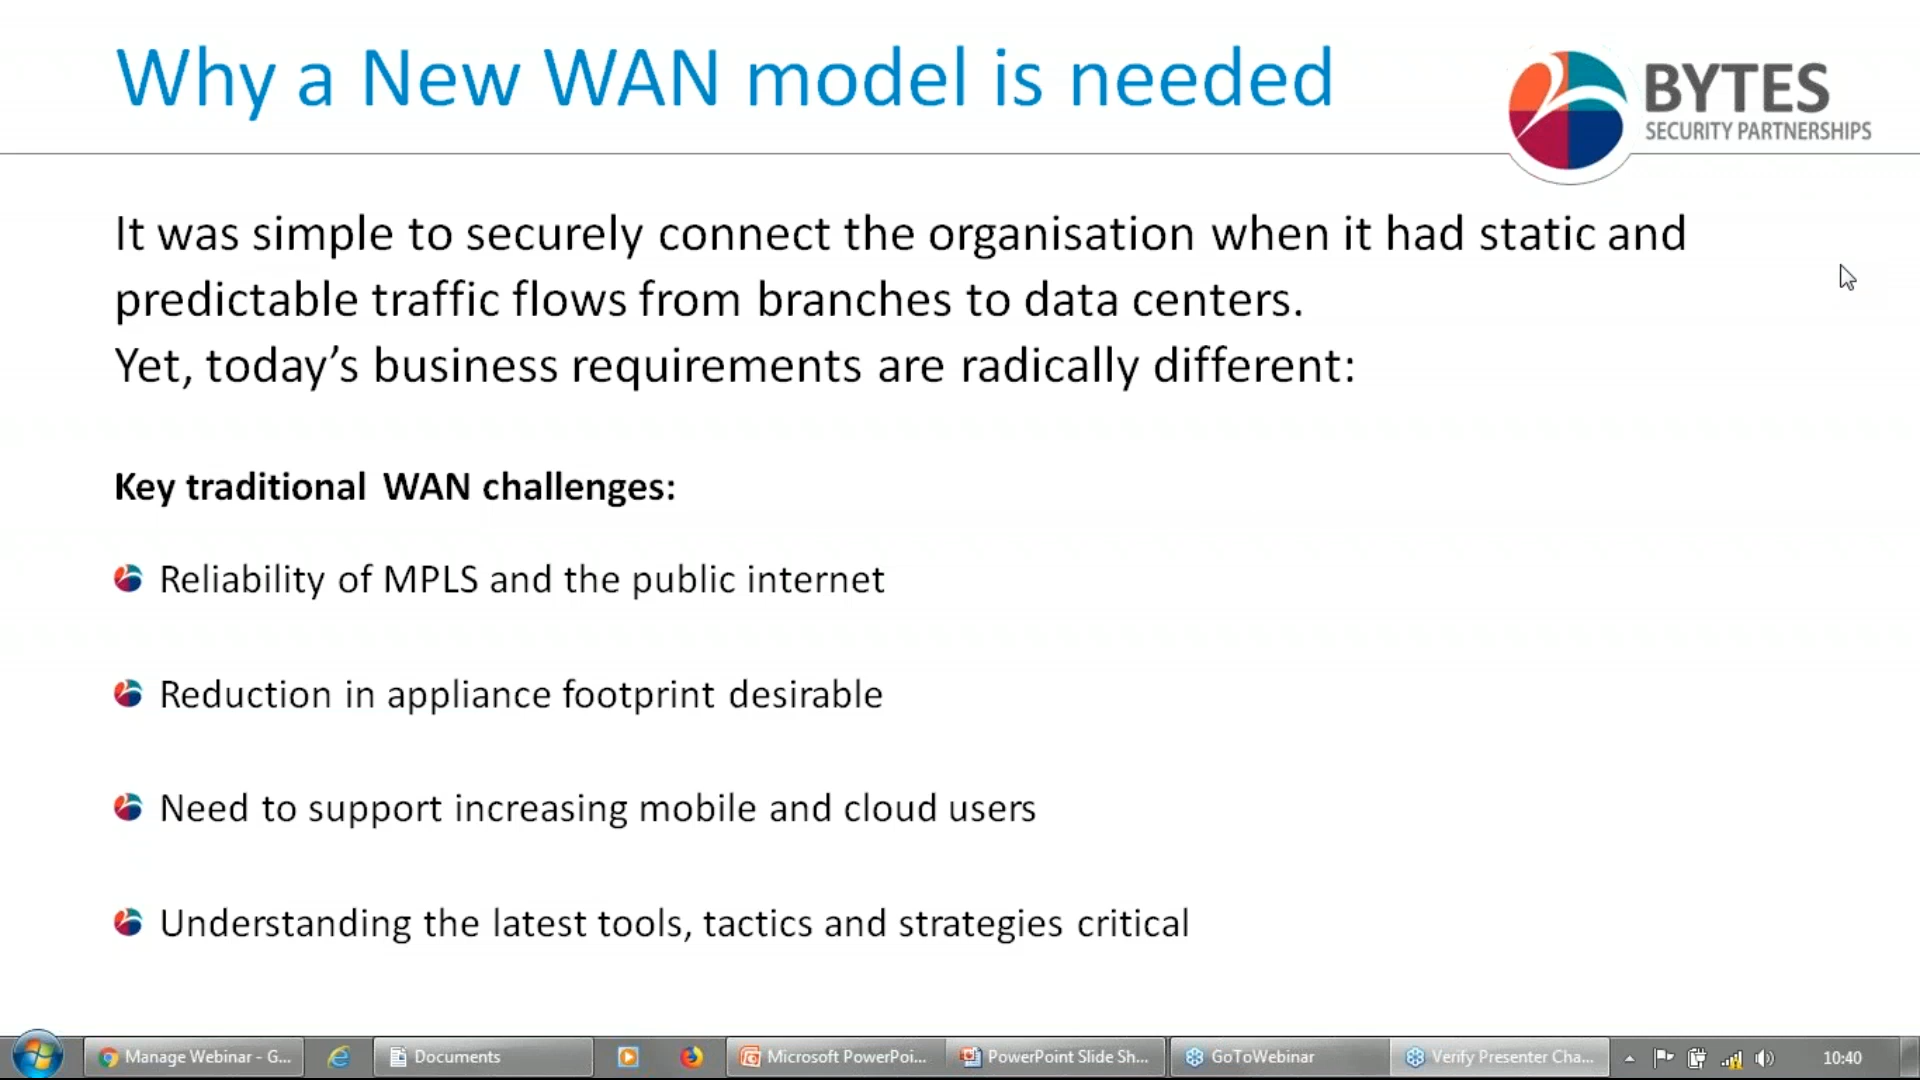 Why a New WAN model is needed
BYTES
SECURITY PARTNERSHIPS
It was simple to securely connect the organisation when it had static and
predictable traffic flows from branches to data centers.
Yet, today’s business requirements are radically different:
Key traditional WAN challenges:
Reliability of MPLS and the public internet
Reduction in appliance footprint desirable
Need to support increasing mobile and cloud users
Understanding the latest tools, tactics and strategies critical
Manage Webinar - G... Documents Microsoft PowerPoi... PowerPoint Slide Sh... GoToWebinar Verify Presenter Cha... 10:40